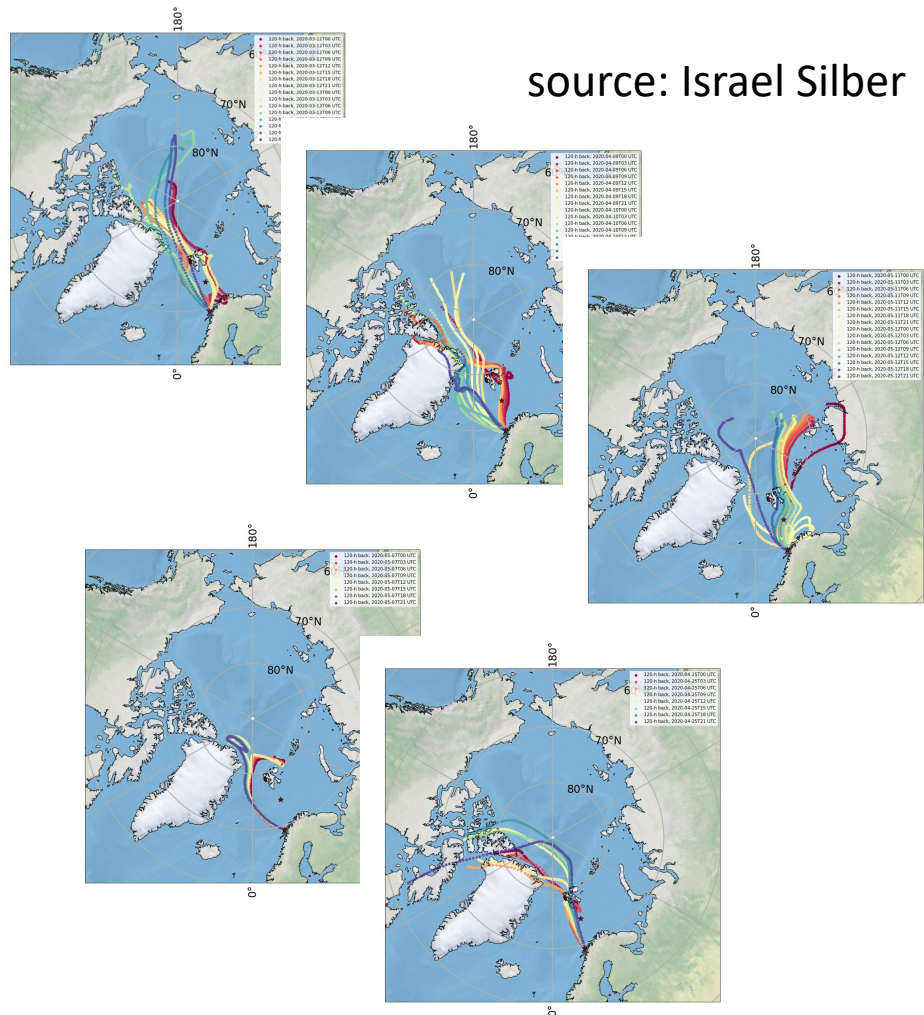 source: Israel Silber
180°
120-h back, 2020-03-12T00 UTC
120-h back, 2020-03-12T03 UTC
120-h back, 2020-03-12T06 UTC
120-h back, 2020-03-12T09 UTC
120-h back, 2020-03-12T12 UTC
120-h back, 2020-03-12T15 UTC
120-h back, 2020-03-12T18 UTC
120-h back, 2020-03-12T21 UTC
120-h back, 2020-03-13T00 UTC
120-h back, 2020-03-13T03 UTC
120-h back, 2020-03-13T06 UTC
120-h back, 2020-03-13T09 UTC
120-h
120-h
120-h
120-h
70°N
80°N
0°
180°
120-h back, 2020-04-09T00 UTC
120-h back, 2020-04-09T03 UTC
120-h back, 2020-04-09T06 UTC
120-h back, 2020-04-09T09 UTC
120-h back, 2020-04-09T12 UTC
120-h back, 2020-04-09T15 UTC
120-h back, 2020-04-09T18 UTC
120-h back, 2020-04-09T21 UTC
120-h back, 2020-04-10T00 UTC
120-h back, 2020-04-10T03 UTC
120-h back, 2020-04-10T06 UTC
120-h back, 2020-04-10T09 UTC
70°N
80°N
0°
180°
120-h back, 2020-05-11T00 UTC
120-h back, 2020-05-11T03 UTC
120-h back, 2020-05-11T06 UTC
120-h back, 2020-05-11T09 UTC
120-h back, 2020-05-11T12 UTC
120-h back, 2020-05-11T15 UTC
120-h back, 2020-05-11T18 UTC
120-h back, 2020-05-11T21 UTC
120-h back, 2020-05-12T00 UTC
120-h back, 2020-05-12T03 UTC
120-h back, 2020-05-12T06 UTC
120-h back, 2020-05-12T09 UTC
120-h back, 2020-05-12T12 UTC
120-h back, 2020-05-12T15 UTC
120-h back, 2020-05-12T18 UTC
120-h back, 2020-05-12T21 UTC
70°N
80°N
0°
180°
120-h back, 2020-05-07T00 UTC
120-h back, 2020-05-07T03 UTC
120-h back, 2020-05-07T06 UTC
120-h back, 2020-05-07T09 UTC
120-h back, 2020-05-07T12 UTC
120-h back, 2020-05-07T15 UTC
120-h back, 2020-05-07T18 UTC
120-h back, 2020-05-07T21 UTC
70°N
80°N
0°
180°
120-h back, 2020-04-25T00 UTC
120-h back, 2020-04-25T03 UTC
120-h back, 2020-04-25T06 UTC
120-h back, 2020-04-25T09 UTC
120-h back, 2020-04-25T12 UTC
120-h back, 2020-04-25T15 UTC
120-h back, 2020-04-25T18 UTC
120-h back, 2020-04-25T21 UTC
70°N
80°N
0°